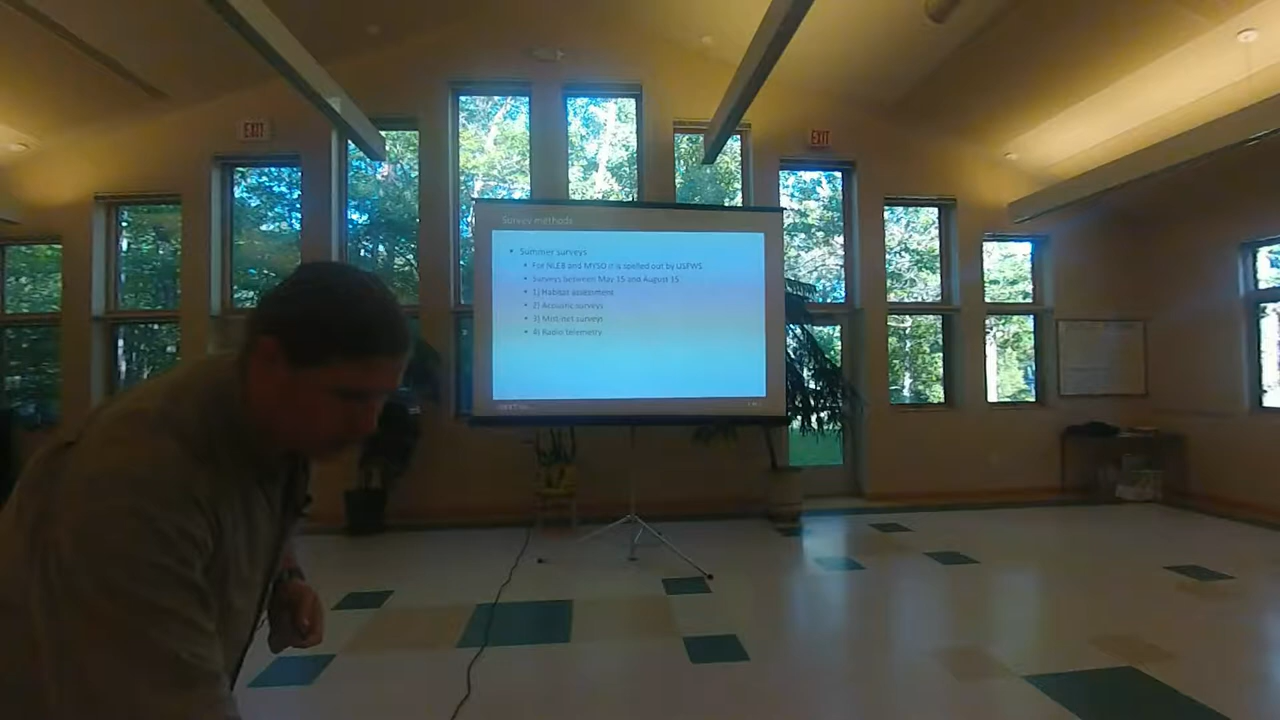 EXIT
EXIT
Survey methods
Summer surveys
For NLEB and MYSO it is spelled out by USFWS
Surveys between May 15 and August 15
1) Habitat assessment
2) Acoustic surveys
3) Mist-net surveys
4) Radio telemetry